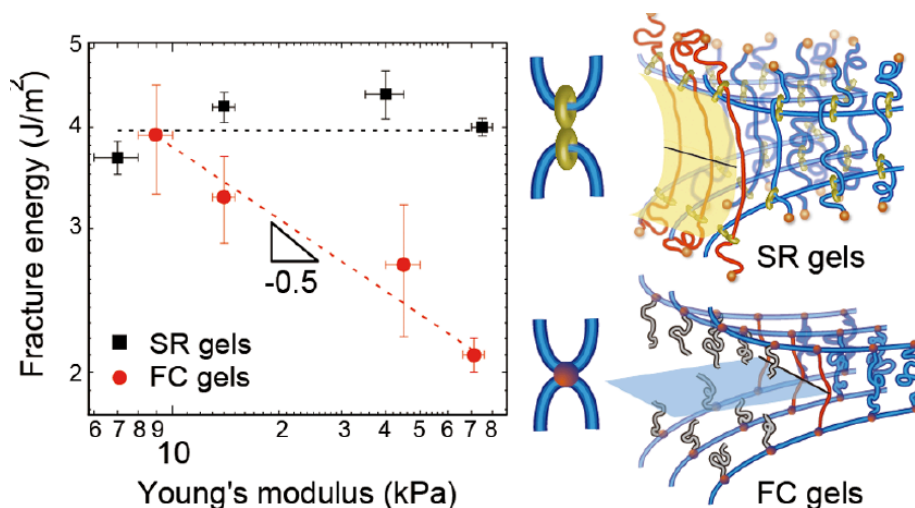 Fracture energy (J/m²)
5
4
3
2
-0.5
SR gels
FC gels
6 7 8 9 2 3 4 5 6 7 8
10
Young's modulus (kPa)
SR gels
FC gels